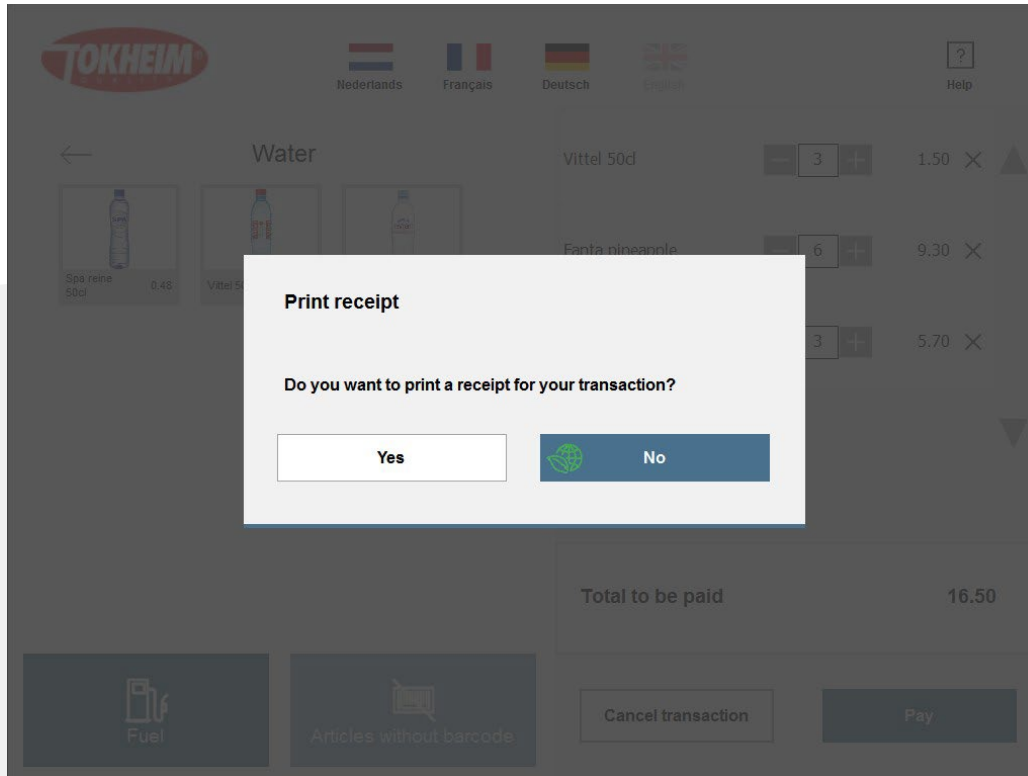 TOKHEIM
Nederlands
Français
Deutsch
English
?
Help
Water
Spa reine
50cl
0.48
Vittel 50
Vittel 50cl
3
1.50
Fanta pineapple
6
9.30
3
5.70
Print receipt
Do you want to print a receipt for your transaction?
Yes
No
Total to be paid
16.50
Fuel
Articles without barcode
Cancel transaction
Pay